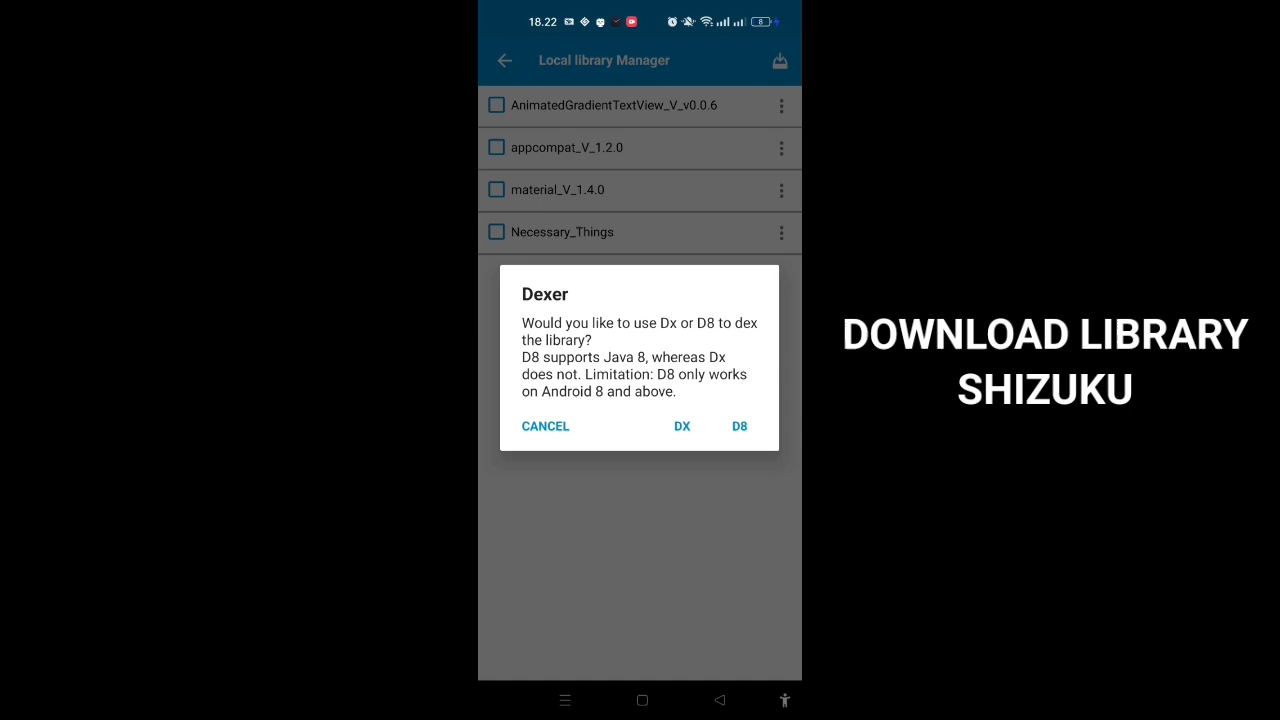 18.22
8
Local library Manager
AnimatedGradientTextView_V_v0.0.6
appcompat_V_1.2.0
material_V_1.4.0
Necessary_Things
Dexer
Would you like to use Dx or D8 to dex
the library?
D8 supports Java 8, whereas Dx
does not. Limitation: D8 only works
on Android 8 and above.
CANCEL DX D8
DOWNLOAD LIBRARY
SHIZUKU